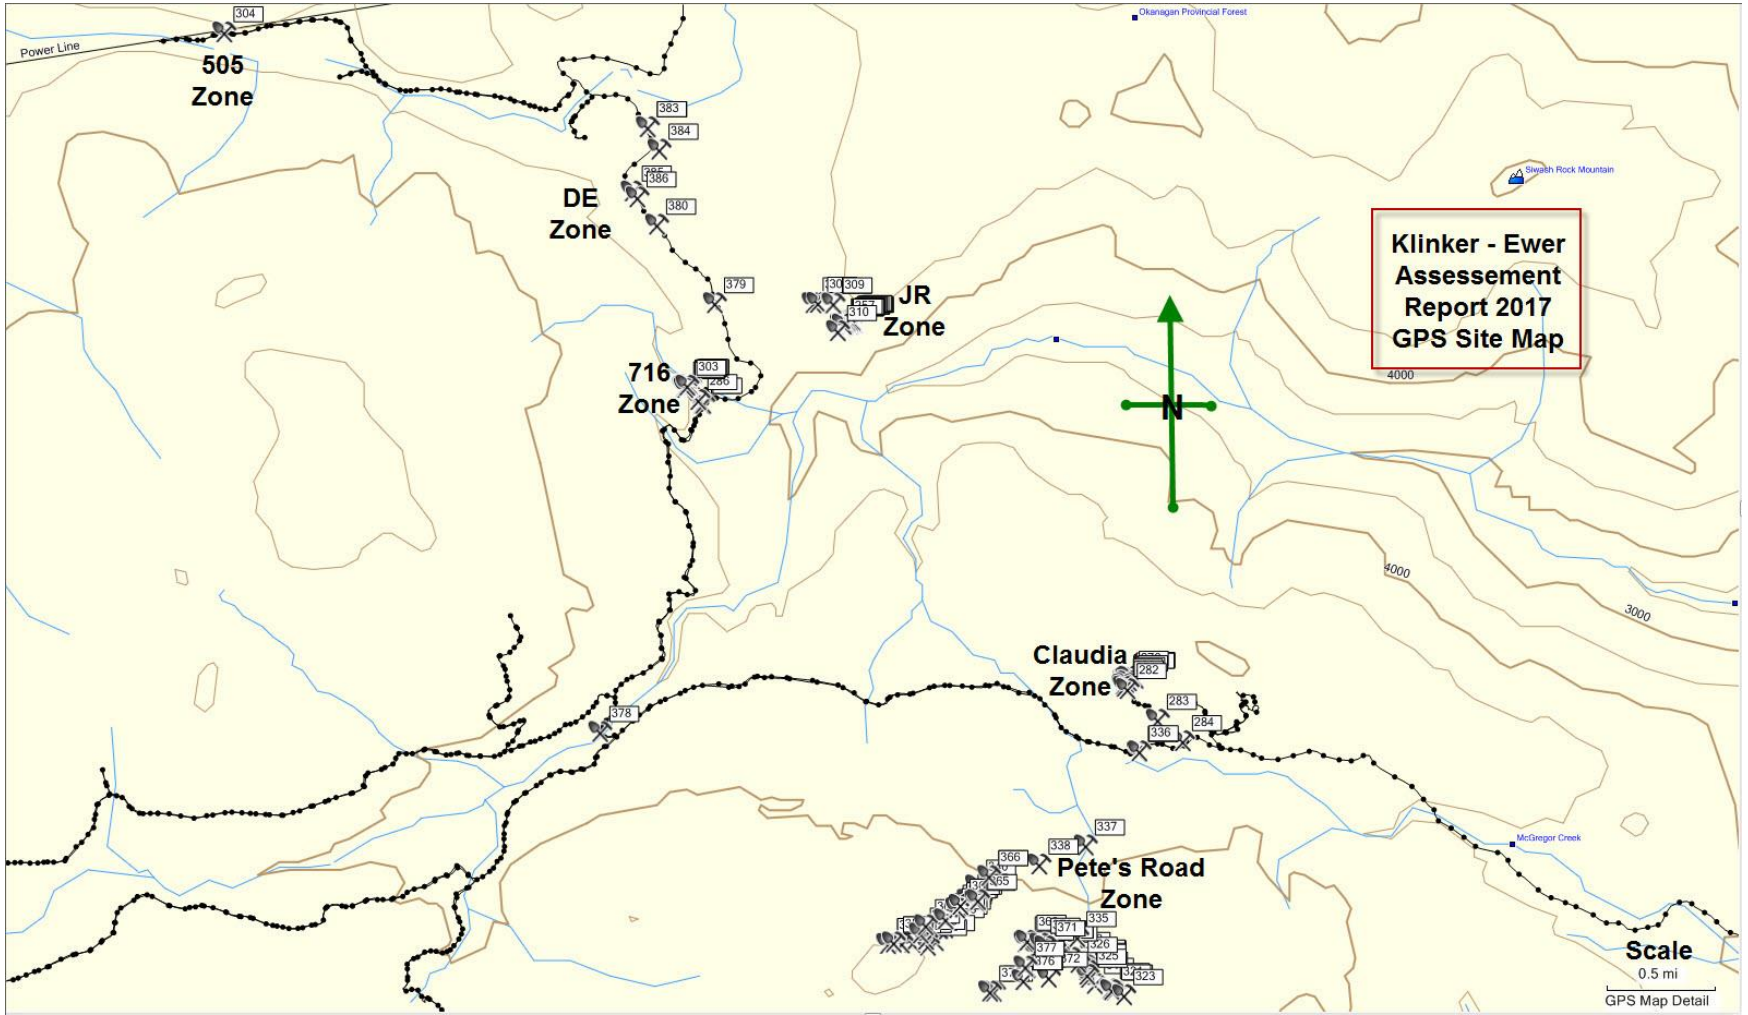 304
Okanagan Provincial Forest
Power Line
505
Zone
383
384
386
Siwash Rock Mountain
DE
Zone
380
Klinker - Ewer
Assessement
Report 2017
GPS Site Map
379
309
JR
Zone
310
303
286
716
Zone
4000
N
4000
3000
Claudia
Zone
282
283
284
336
378
337
338
366
McGregor Creek
Pete's Road
Zone
335
371
377
326
325
323
Scale
0.5 mi
GPS Map Detail